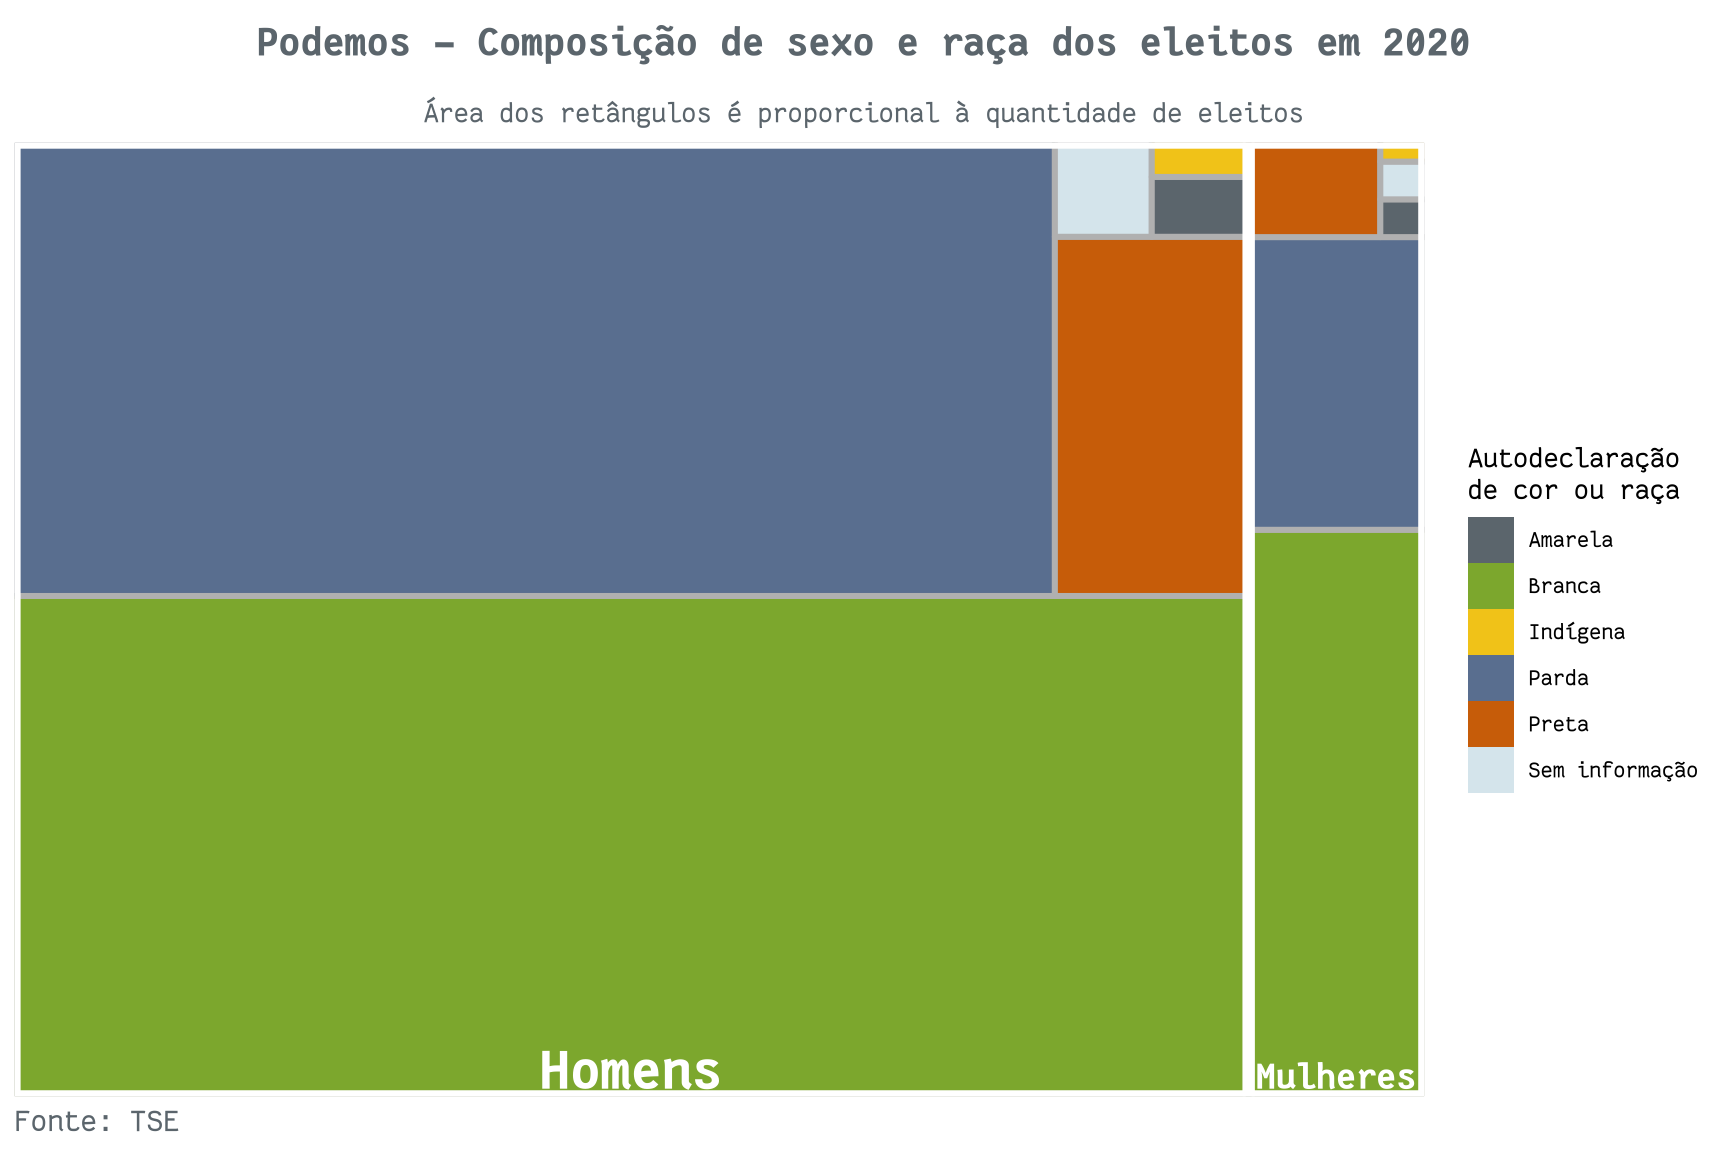 Podemos – Composição de sexo e raça dos eleitos em 2020
Área dos retângulos é proporcional à quantidade de eleitos
Autodeclaração
de cor ou raça
Amarela
Branca
Indígena
Parda
Preta
Sem informação
Homens
Mulheres
Fonte: TSE